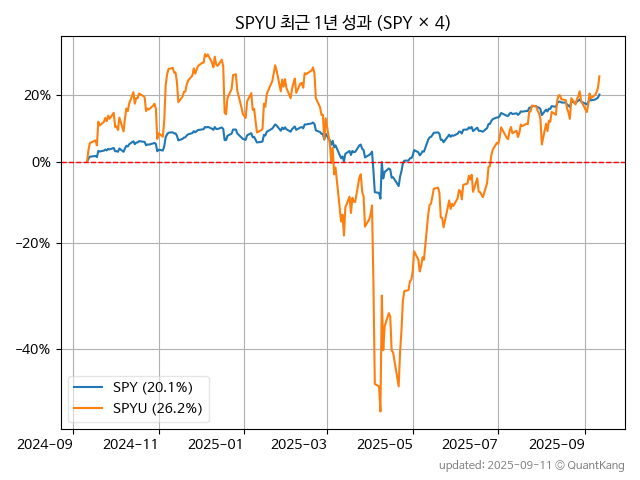 SPYU 최근 1년 성과 (SPY × 4)
20%
0%
−20%
−40%
SPY (20.1%)
SPYU (26.2%)
2024-09
2024-11
2025-01
2025-03
2025-05
2025-07
2025-09
updated: 2025-09-11 © QuantKang